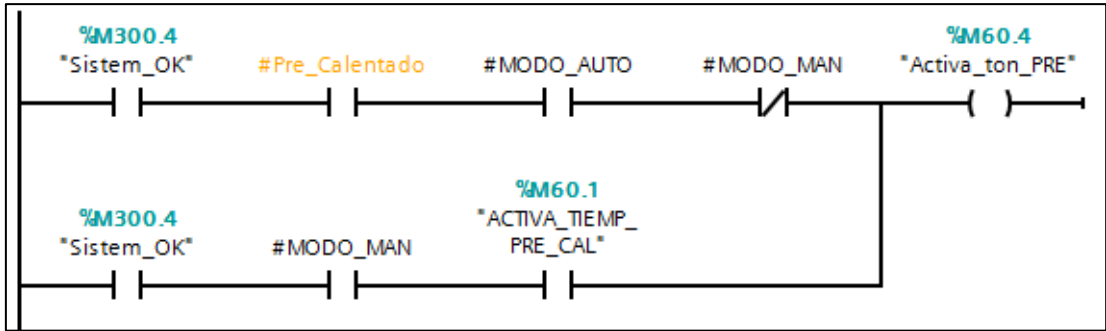 %M300.4 %M60.4
"Sistem_OK" #Pre_Calentado #MODO_AUTO #MODO_MAN "Activa_ton_PRE"
%M60.1
%M300.4 "ACTIVA_TIEMP_
"Sistem_OK" #MODO_MAN PRE_CAL"